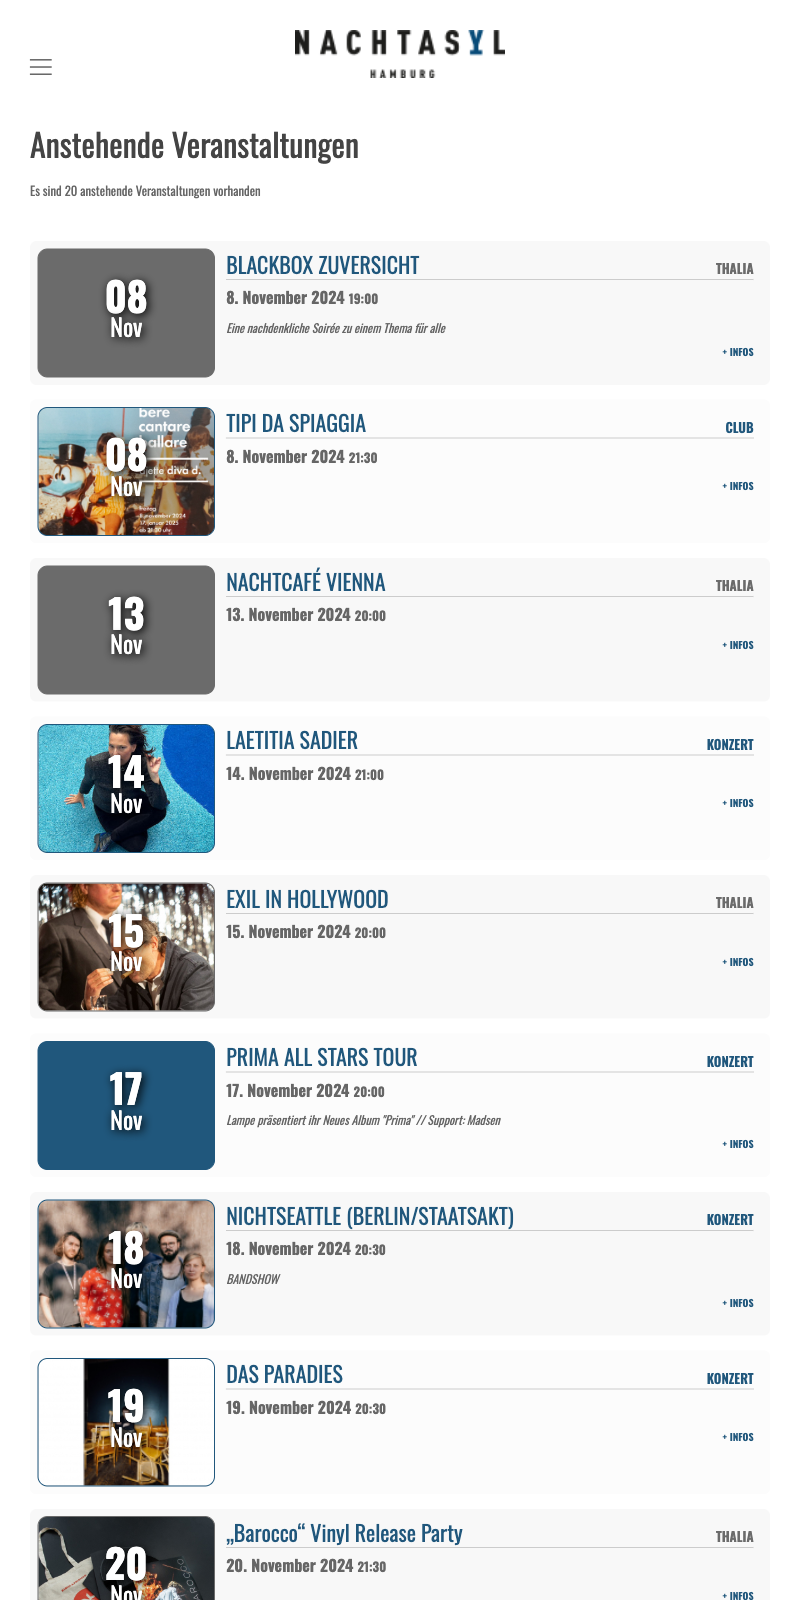 NACHTASYL
HAMBURG
Anstehende Veranstaltungen
Es sind 20 anstehende Veranstaltungen vorhanden
08
Nov
BLACKBOX ZUVERSICHT
THALIA
8. November 2024 19:00
Eine nachdenkliche Soirée zu einem Thema für alle
+ INFOS
bere
cantare
ballare
diva d.
08
Nov
TIPI DA SPIAGGIA
CLUB
8. November 2024 21:30
+ INFOS
13
Nov
NACHTCAFÉ VIENNA
THALIA
13. November 2024 20:00
+ INFOS
14
Nov
LAETITIA SADIER
KONZERT
14. November 2024 21:00
+ INFOS
15
Nov
EXIL IN HOLLYWOOD
THALIA
15. November 2024 20:00
+ INFOS
17
Nov
PRIMA ALL STARS TOUR
KONZERT
17. November 2024 20:00
Lampe präsentiert ihr Neues Album "Prima" // Support: Madsen
+ INFOS
18
Nov
NICHTSEATTLE (BERLIN/STAATSAKT)
KONZERT
18. November 2024 20:30
BANDSHOW
+ INFOS
19
Nov
DAS PARADIES
KONZERT
19. November 2024 20:30
+ INFOS
20
Nov
„Barocco“ Vinyl Release Party
THALIA
20. November 2024 21:30
+ INFOS